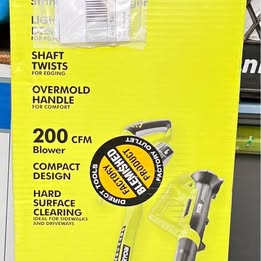 SHAFT
TWISTS
FOR EDGING
OVERMOLD
HANDLE
FOR COMFORT
200 CFM
Blower
COMPACT
DESIGN
HARD
SURFACE
CLEARING
IDEAL FOR SIDEWALKS
AND DRIVEWAYS
FACTORY OUTLET
FACTORY
BLEMISHED
PRODUCT
DIRECT TOOLS